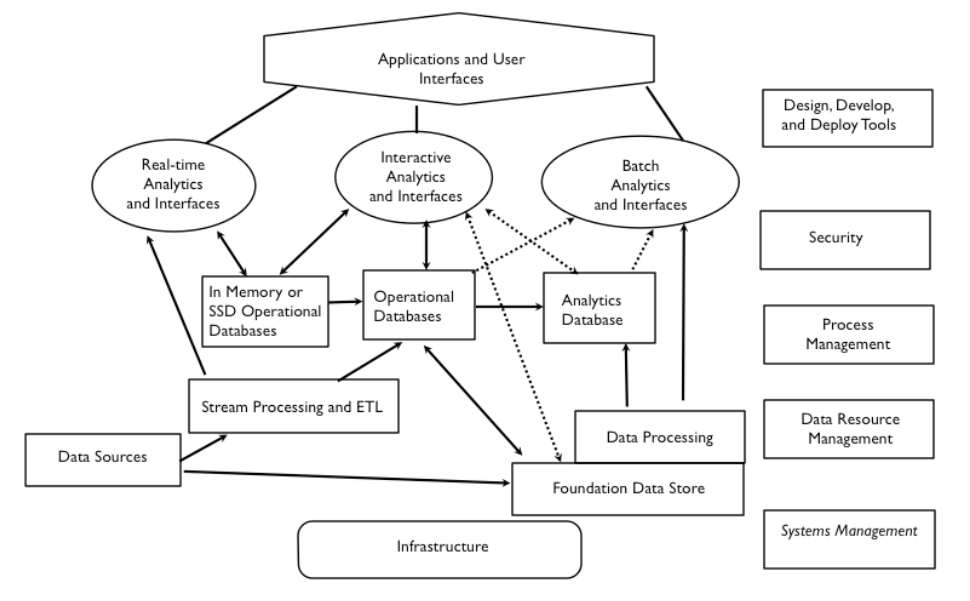 Applications and User
Interfaces
Design, Develop,
and Deploy Tools
Real-time
Analytics
and Interfaces
Interactive
Analytics
and Interfaces
Batch
Analytics
and Interfaces
Security
In Memory or
SSD Operational
Databases
Operational
Databases
Analytics
Database
Process
Management
Stream Processing and ETL
Data Resource
Management
Data Sources
Data Processing
Foundation Data Store
Systems Management
Infrastructure